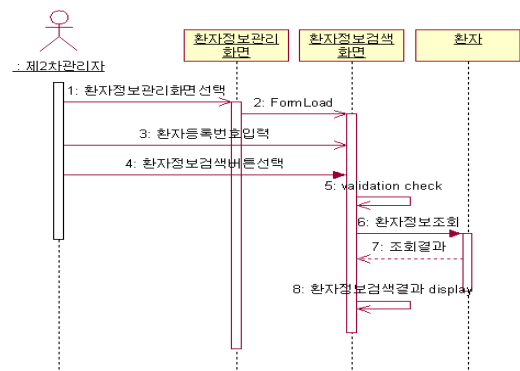 환자정보관리
화면
환자정보검색
화면
환자
: 제2차관리자
1: 환자정보관리화면선택
2: FormLoad
3: 환자등록번호입력
4: 환자정보검색버튼선택
5: validation check
6: 환자정보조회
7: 조회결과
8: 환자정보검색결과 display